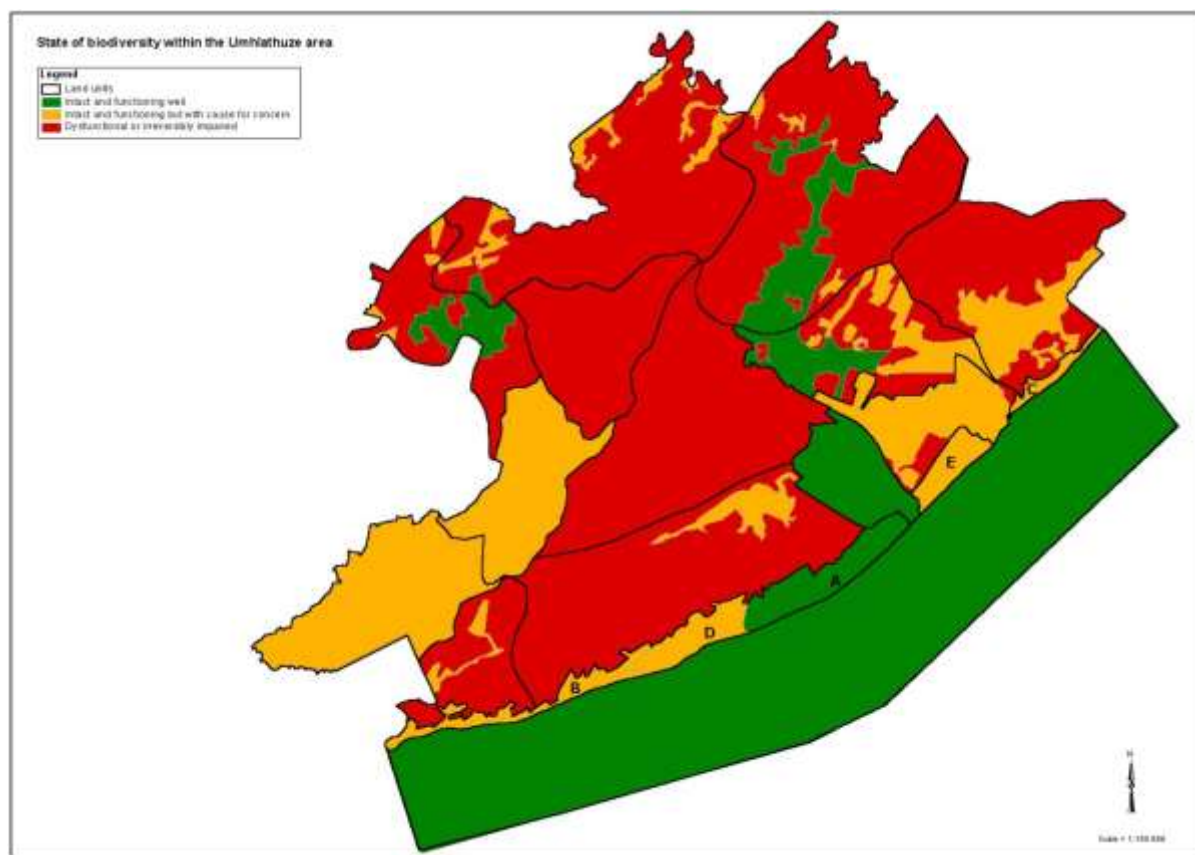 State of biodiversity within the Umhlathuze area
Legend
Land units
Intact and functioning well
Intact and functioning but with cause for concern
Dysfunctional or irreversibly impaired
C
E
A
D
B
N